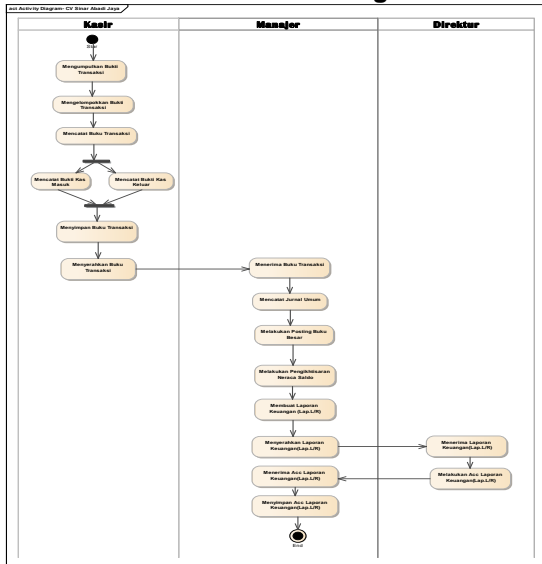 act Activity Diagram- CV Sinar Abadi Jaya
Kasir
Manajer
Direktur
Start
Mengumpulkan Bukti
Transaksi
Mengelompokkan Bukti
Transaksi
Mencatat Buku Transaksi
Mencatat Bukti Kas
Masuk
Mencatat Bukti Kas
Keluar
Menyimpan Buku Transaksi
Menyerahkan Buku
Transaksi
Menerima Buku Transaksi
Mencatat Jurnal Umum
Melakukan Posting Buku
Besar
Melakukan Pengikhtisaran
Neraca Saldo
Membuat Laporan
Keuangan (Lap.L/R)
Menyerahkan Laporan
Keuangan(Lap.L/R)
Menerima Laporan
Keuangan(Lap.L/R)
Melakukan Acc Laporan
Keuangan(Lap.L/R)
Menerima Acc Laporan
Keuangan(Lap.L/R)
Menyimpan Acc Laporan
Keuangan(Lap.L/R)
End